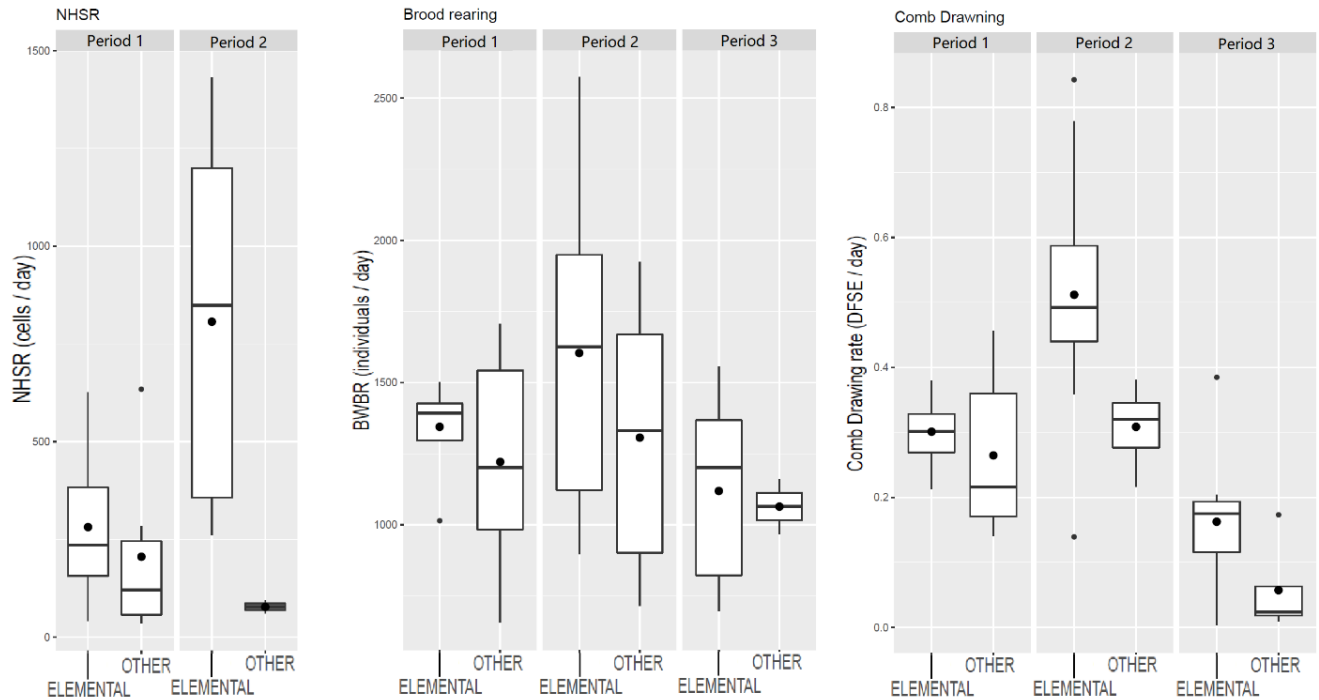 NHSR
Period 1
Period 2
NHSR (cells / day)
1500
1000
500
0
OTHER
OTHER
ELEMENTAL
ELEMENTAL
Brood rearing
Period 1
Period 2
Period 3
BWBR (individuals / day)
2500
2000
1500
1000
OTHER
OTHER
OTHER
ELEMENTAL
ELEMENTAL
ELEMENTAL
Comb Drawning
Period 1
Period 2
Period 3
Comb Drawing rate (DFSE / day)
0.8
0.6
0.4
0.2
0.0
OTHER
OTHER
OTHER
ELEMENTAL
ELEMENTAL
ELEMENTAL